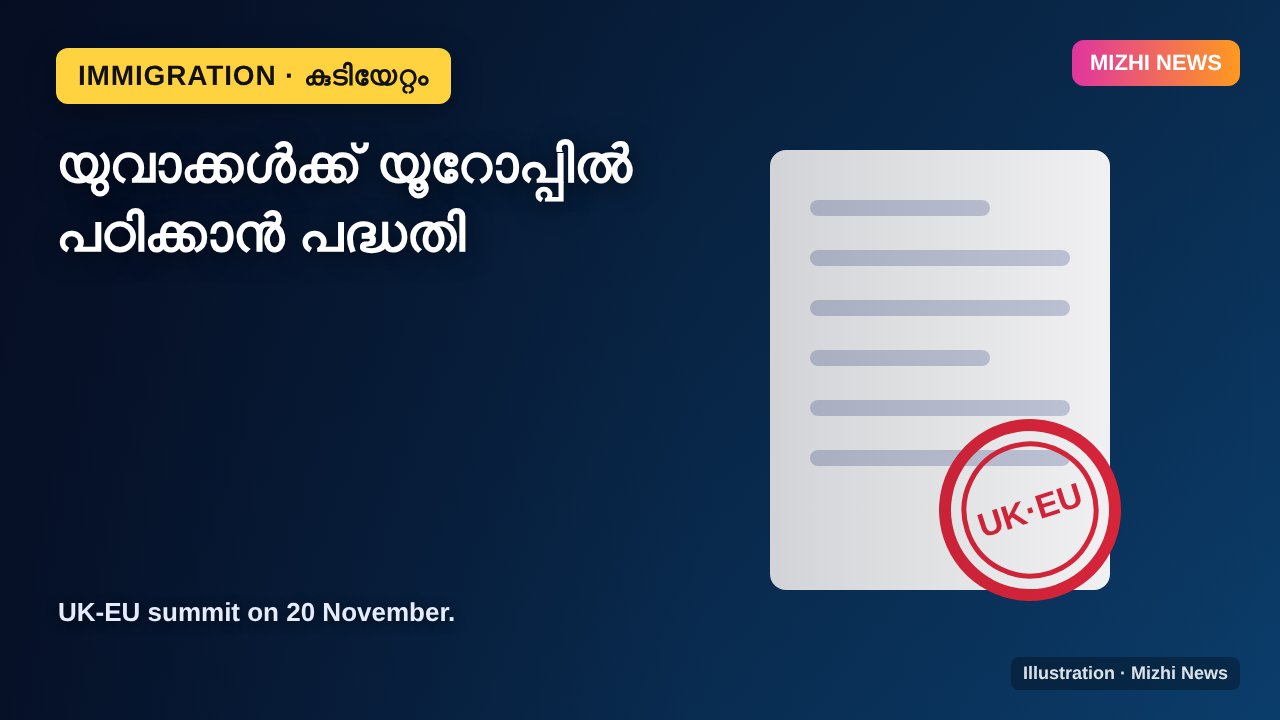 IMMIGRATION · കുടിയേറ്റം
MIZHI NEWS
യുവാക്കൾക്ക് യൂറോപ്പിൽ
പഠിക്കാൻ പദ്ധതി
UK·EU
UK-EU summit on 20 November.
Illustration · Mizhi News